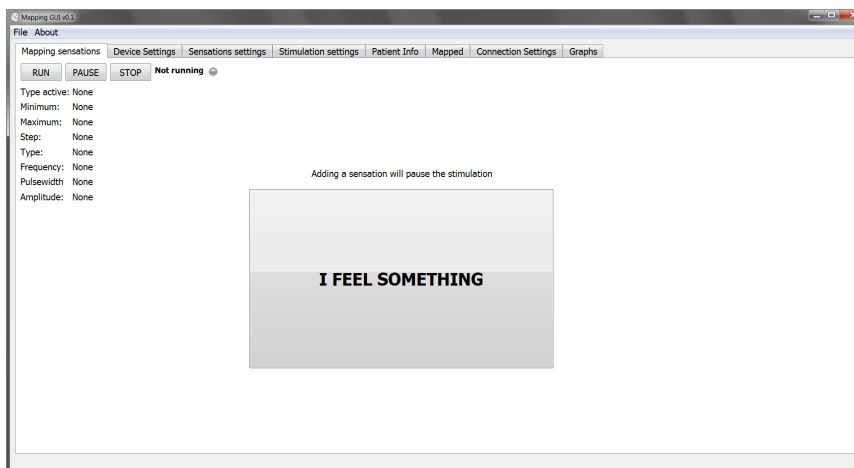 Mapping GUI v0.1
File About
Mapping sensations Device Settings Sensations settings Stimulation settings Patient Info Mapped Connection Settings Graphs
RUN PAUSE STOP Not running
Type active: None
Minimum: None
Maximum: None
Step: None
Type: None
Frequency: None
Pulsewidth None
Amplitude: None
Adding a sensation will pause the stimulation
I FEEL SOMETHING